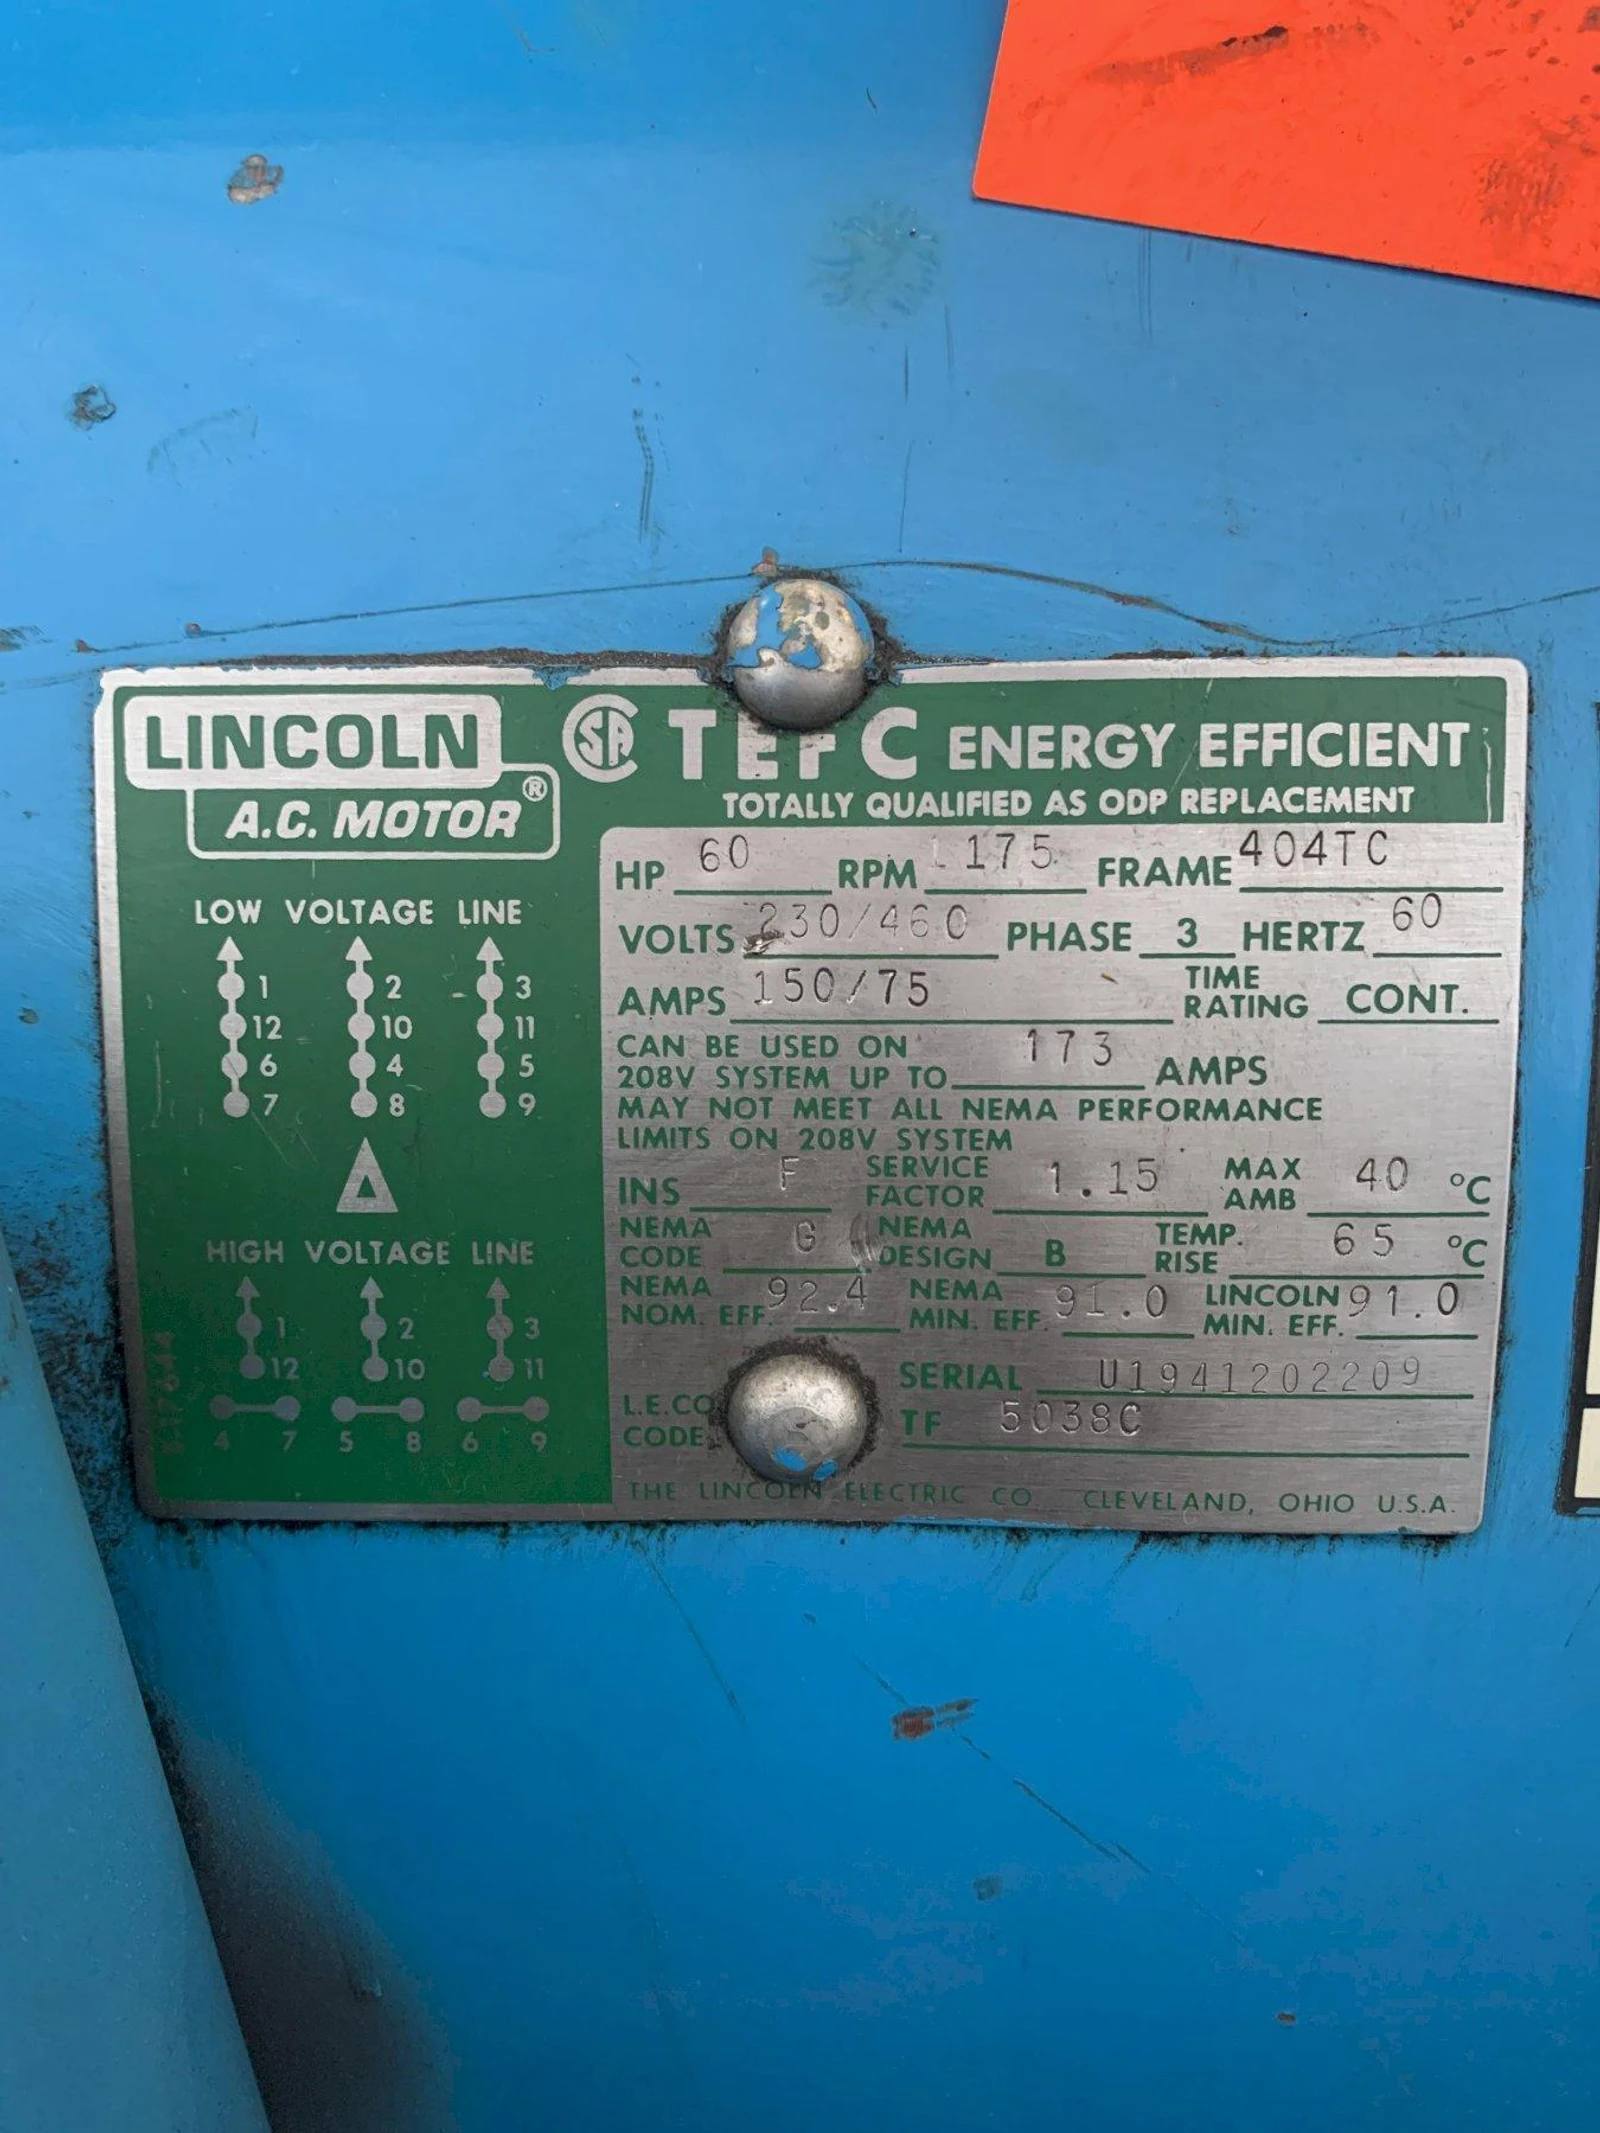 LINCOLN
A.C. MOTOR®
SA TEFC ENERGY EFFICIENT
TOTALLY QUALIFIED AS ODP REPLACEMENT
LOW VOLTAGE LINE
1 2 3
12 10 11
6 4 5
7 8 9
HIGH VOLTAGE LINE
1 2 3
12 10 11
4 7 5 8 6 9
HP 60 RPM 1175 FRAME 404TC
VOLTS 230/460 PHASE 3 HERTZ 60
AMPS 150/75 TIME RATING CONT.
CAN BE USED ON
208V SYSTEM UP TO 173 AMPS
MAY NOT MEET ALL NEMA PERFORMANCE
LIMITS ON 208V SYSTEM
INS F SERVICE FACTOR 1.15 MAX AMB 40 °C
NEMA CODE G NEMA DESIGN B TEMP. RISE 65 °C
NEMA NOM. EFF. 92.4 NEMA MIN. EFF. 91.0 LINCOLN MIN. EFF. 91.0
SERIAL U1941202209
L.E.CO CODE TF 5038C
THE LINCOLN ELECTRIC CO CLEVELAND, OHIO U.S.A.